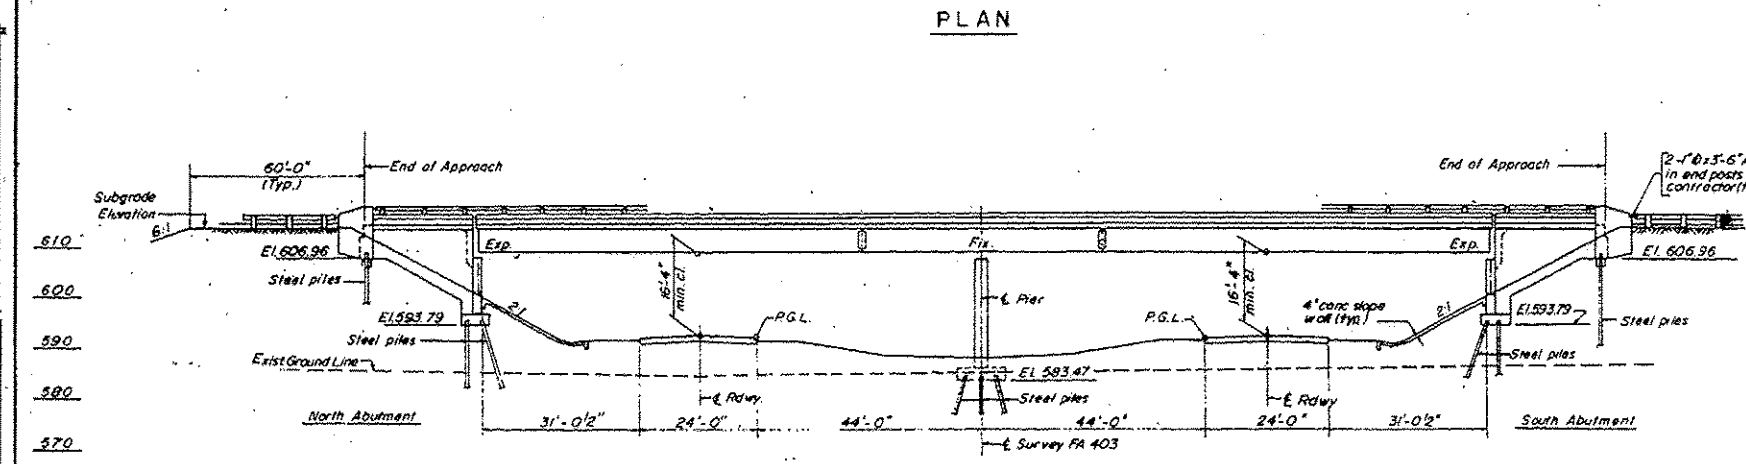 PLAN
60'-0"
(Typ.)
End of Approach
End of Approach
2-1"Øx3'-6"
in end posts
contractor
Subgrade
Elevation
6:1
610
600
590
580
570
El. 606.96
Steel piles
Exp.
Fix.
Exp.
El. 606.96
16'-4"
min. cl.
16'-4"
min. cl.
El. 593.79
2:1
℄ Pier
4" conc slope
wall (typ.)
2:1
El. 593.79
Steel piles
P.G.L.
P.G.L.
Steel piles
Steel piles
Exist Ground Line
El. 583.47
℄ Rdwy.
Steel piles
℄ Rdwy
North Abutment
31'-0½"
24'-0"
44'-0"
44'-0"
24'-0"
31'-0½"
South Abutment
℄ Survey FA 403